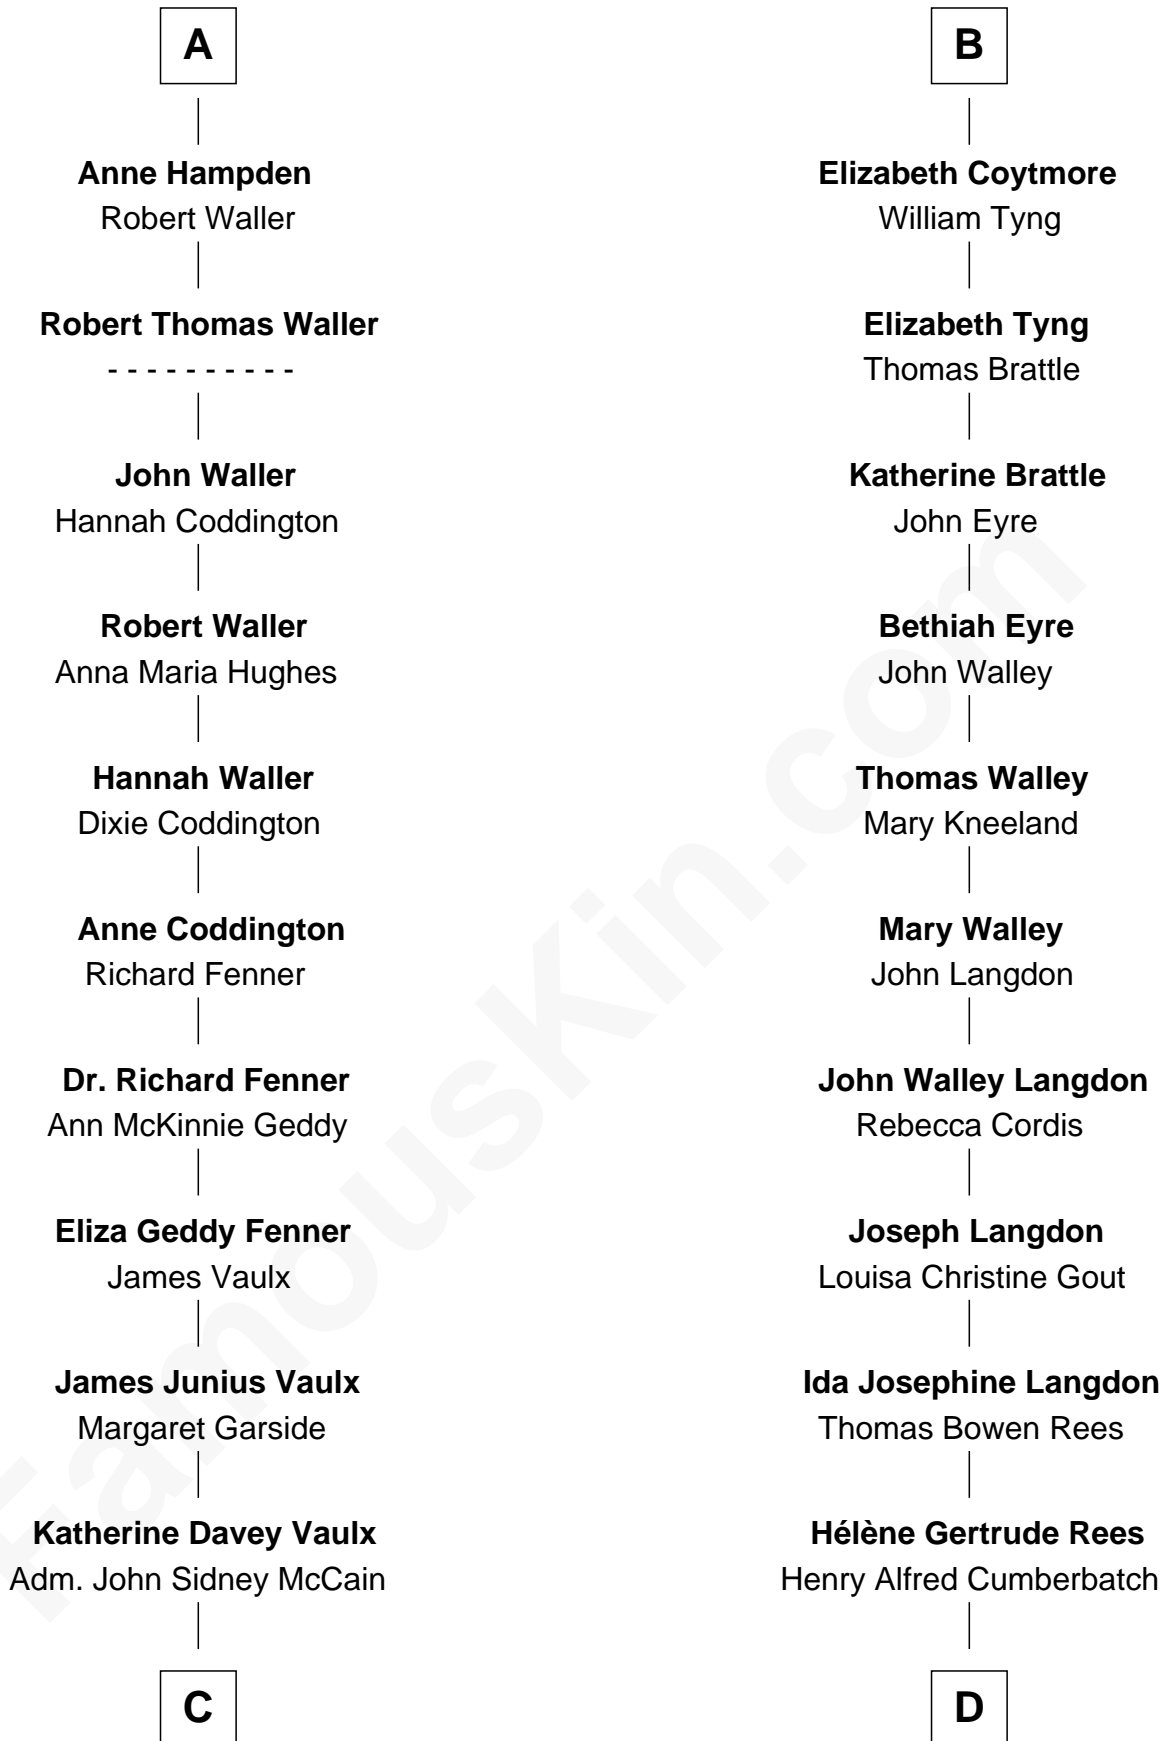 A
Anne Hampden
Robert Waller
Robert Thomas Waller
- - - - - - - - - -
John Waller
Hannah Coddington
Robert Waller
Anna Maria Hughes
Hannah Waller
Dixie Coddington
Anne Coddington
Richard Fenner
Dr. Richard Fenner
Ann McKinnie Geddy
Eliza Geddy Fenner
James Vaulx
James Junius Vaulx
Margaret Garside
Katherine Davey Vaulx
Adm. John Sidney McCain
C
B
Elizabeth Coytmore
William Tyng
Elizabeth Tyng
Thomas Brattle
Katherine Brattle
John Eyre
Bethiah Eyre
John Walley
Thomas Walley
Mary Kneeland
Mary Walley
John Langdon
John Walley Langdon
Rebecca Cordis
Joseph Langdon
Louisa Christine Gout
Ida Josephine Langdon
Thomas Bowen Rees
Hélène Gertrude Rees
Henry Alfred Cumberbatch
D
FamousKin.com